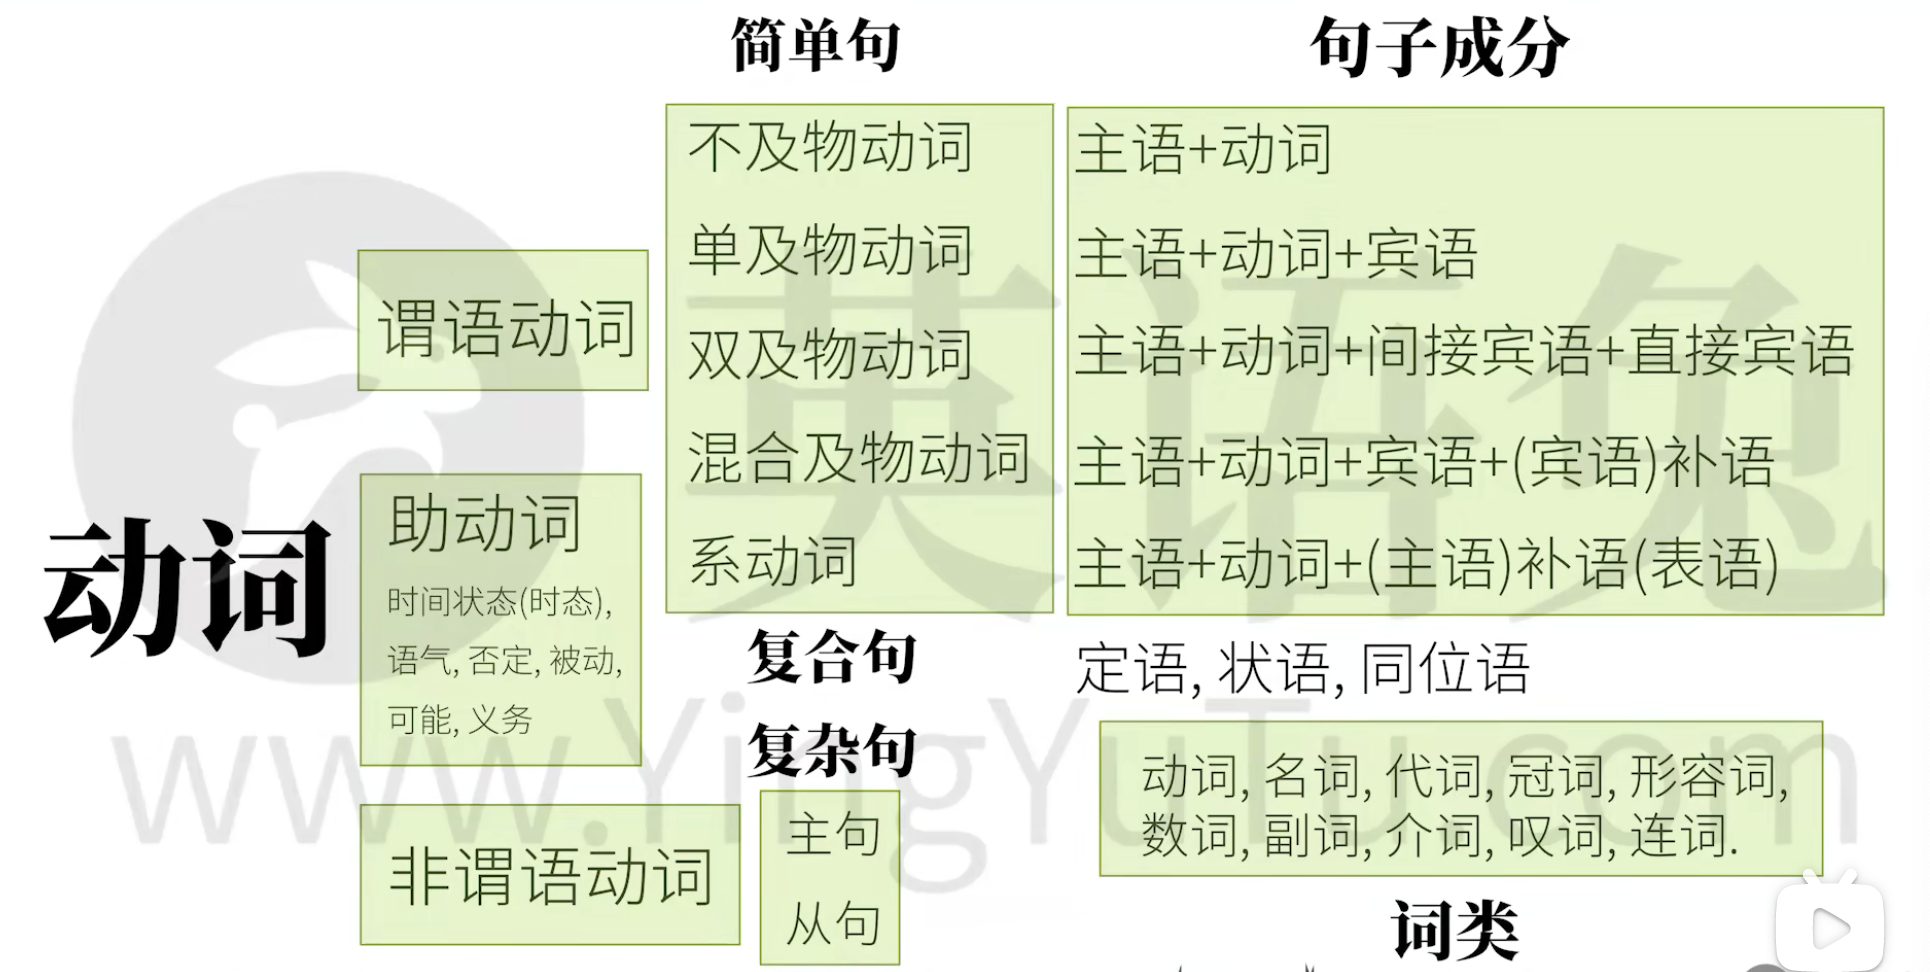 简单句
句子成分
不及物动词
主语+动词
单及物动词
主语+动词+宾语
双及物动词
主语+动词+间接宾语+直接宾语
混合及物动词
主语+动词+宾语+(宾语)补语
系动词
主语+动词+(主语)补语(表语)
谓语动词
动词
助动词
时间状态(时态),
语气, 否定, 被动,
可能, 义务
非谓语动词
复合句
定语, 状语, 同位语
复杂句
主句
从句
动词, 名词, 代词, 冠词, 形容词,
数词, 副词, 介词, 叹词, 连词.
词类
英语兔
www.YingYuTu.com